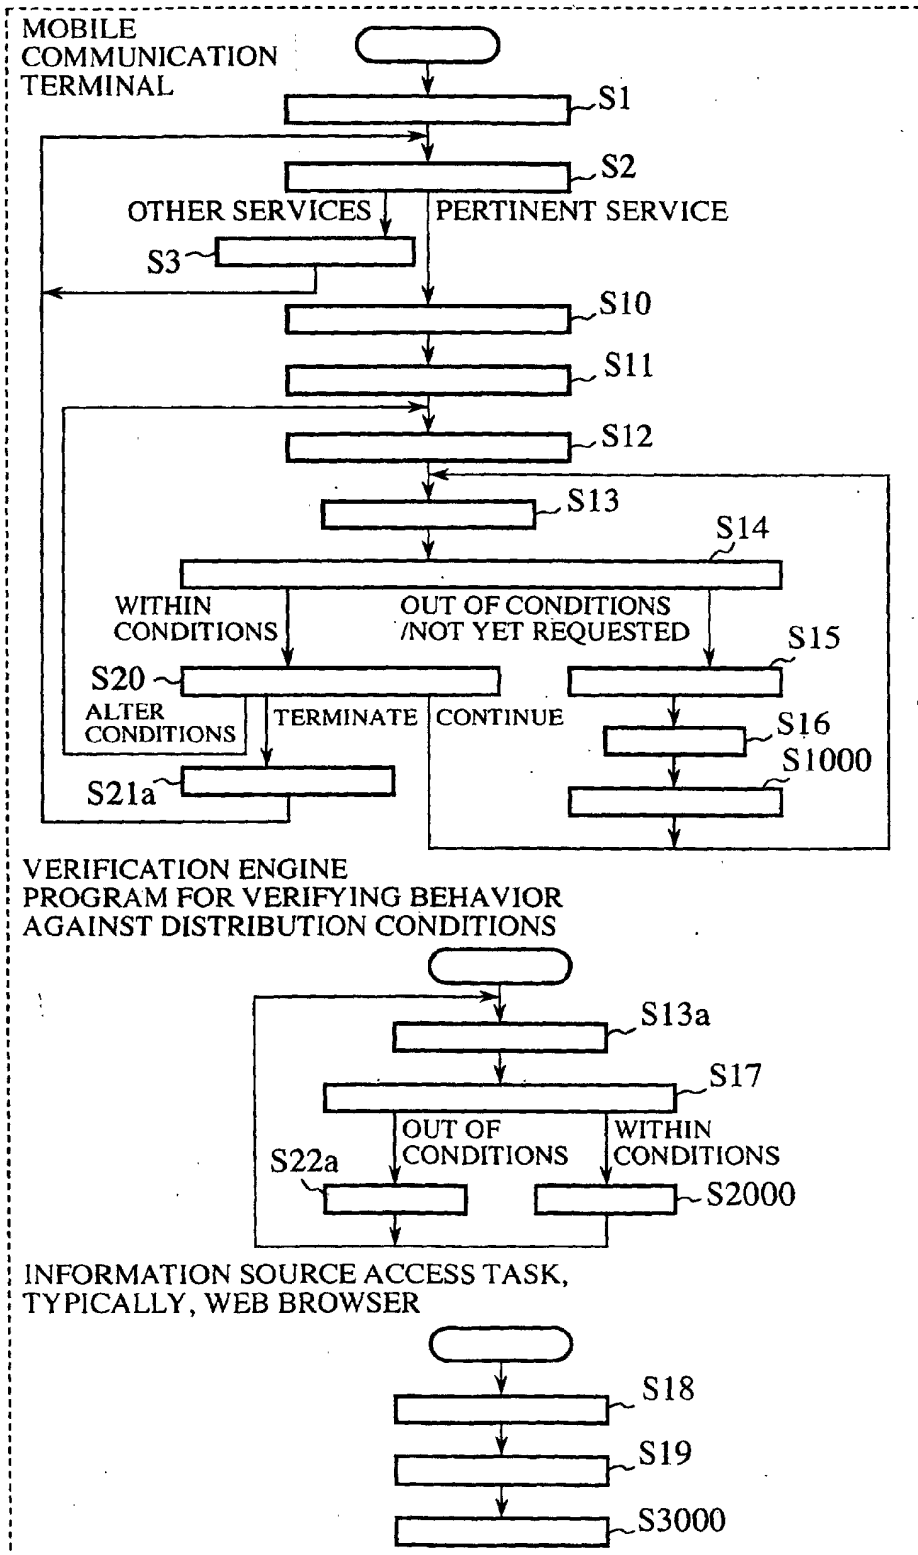 MOBILE
COMMUNICATION
TERMINAL
S1
S2
OTHER SERVICES
PERTINENT SERVICE
S3
S10
S11
S12
S13
S14
WITHIN
CONDITIONS
OUT OF CONDITIONS
/NOT YET REQUESTED
S15
S20
ALTER
CONDITIONS
TERMINATE
CONTINUE
S16
S1000
S21a
VERIFICATION ENGINE
PROGRAM FOR VERIFYING BEHAVIOR
AGAINST DISTRIBUTION CONDITIONS
S13a
S17
OUT OF
CONDITIONS
WITHIN
CONDITIONS
S22a
S2000
INFORMATION SOURCE ACCESS TASK,
TYPICALLY, WEB BROWSER
S18
S19
S3000